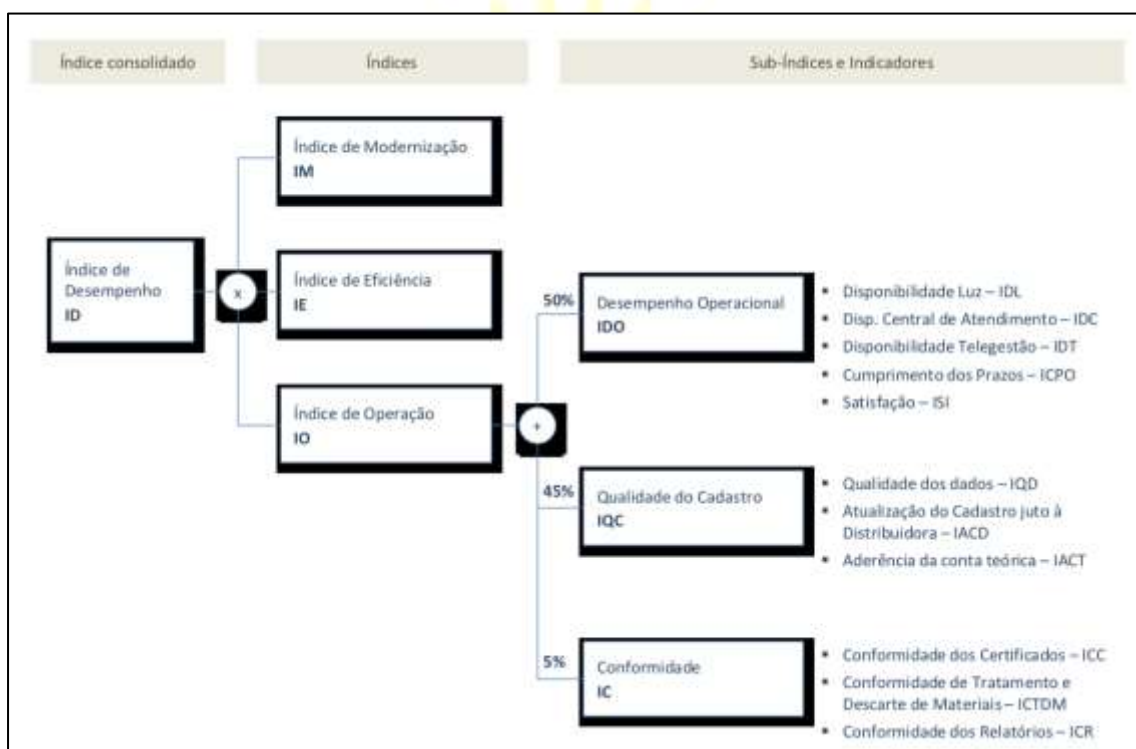 Índice consolidado
Índices
Sub-Índices e Indicadores
Índice de Modernização
IM
Índice de
Desempenho
ID
x
Índice de Eficiência
IE
Índice de Operação
IO
+
50%
Desempenho Operacional
IDO
Disponibilidade Luz – IDL
Disp. Central de Atendimento – IDC
Disponibilidade Telegestão – IDT
Cumprimento dos Prazos – ICPO
Satisfação – ISI
45%
Qualidade do Cadastro
IQC
Qualidade dos dados – IQD
Atualização do Cadastro juto à
Distribuidora – IACD
Aderência da conta teórica – IACT
5%
Conformidade
IC
Conformidade dos Certificados – ICC
Conformidade de Tratamento e
Descarte de Materiais – ICTDM
Conformidade dos Relatórios – ICR